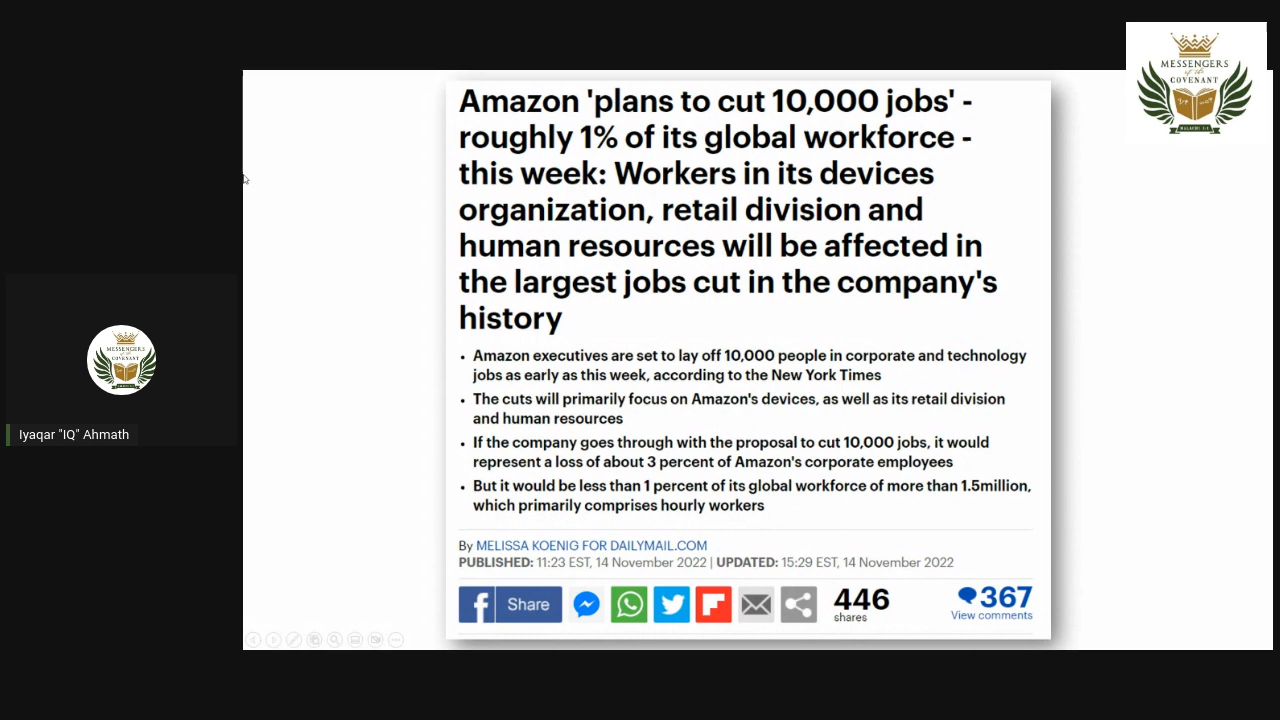 MESSENGERS
of the
COVENANT
MALACHI 3:1
Amazon 'plans to cut 10,000 jobs' -
roughly 1% of its global workforce -
this week: Workers in its devices
organization, retail division and
human resources will be affected in
the largest jobs cut in the company's
history
• Amazon executives are set to lay off 10,000 people in corporate and technology
jobs as early as this week, according to the New York Times
• The cuts will primarily focus on Amazon's devices, as well as its retail division
and human resources
• If the company goes through with the proposal to cut 10,000 jobs, it would
represent a loss of about 3 percent of Amazon's corporate employees
• But it would be less than 1 percent of its global workforce of more than 1.5million,
which primarily comprises hourly workers
By MELISSA KOENIG FOR DAILYMAIL.COM
PUBLISHED: 11:23 EST, 14 November 2022 | UPDATED: 15:29 EST, 14 November 2022
Share
446
shares
367
View comments
MESSENGERS
of the
COVENANT
Iyaqar "IQ" Ahmath